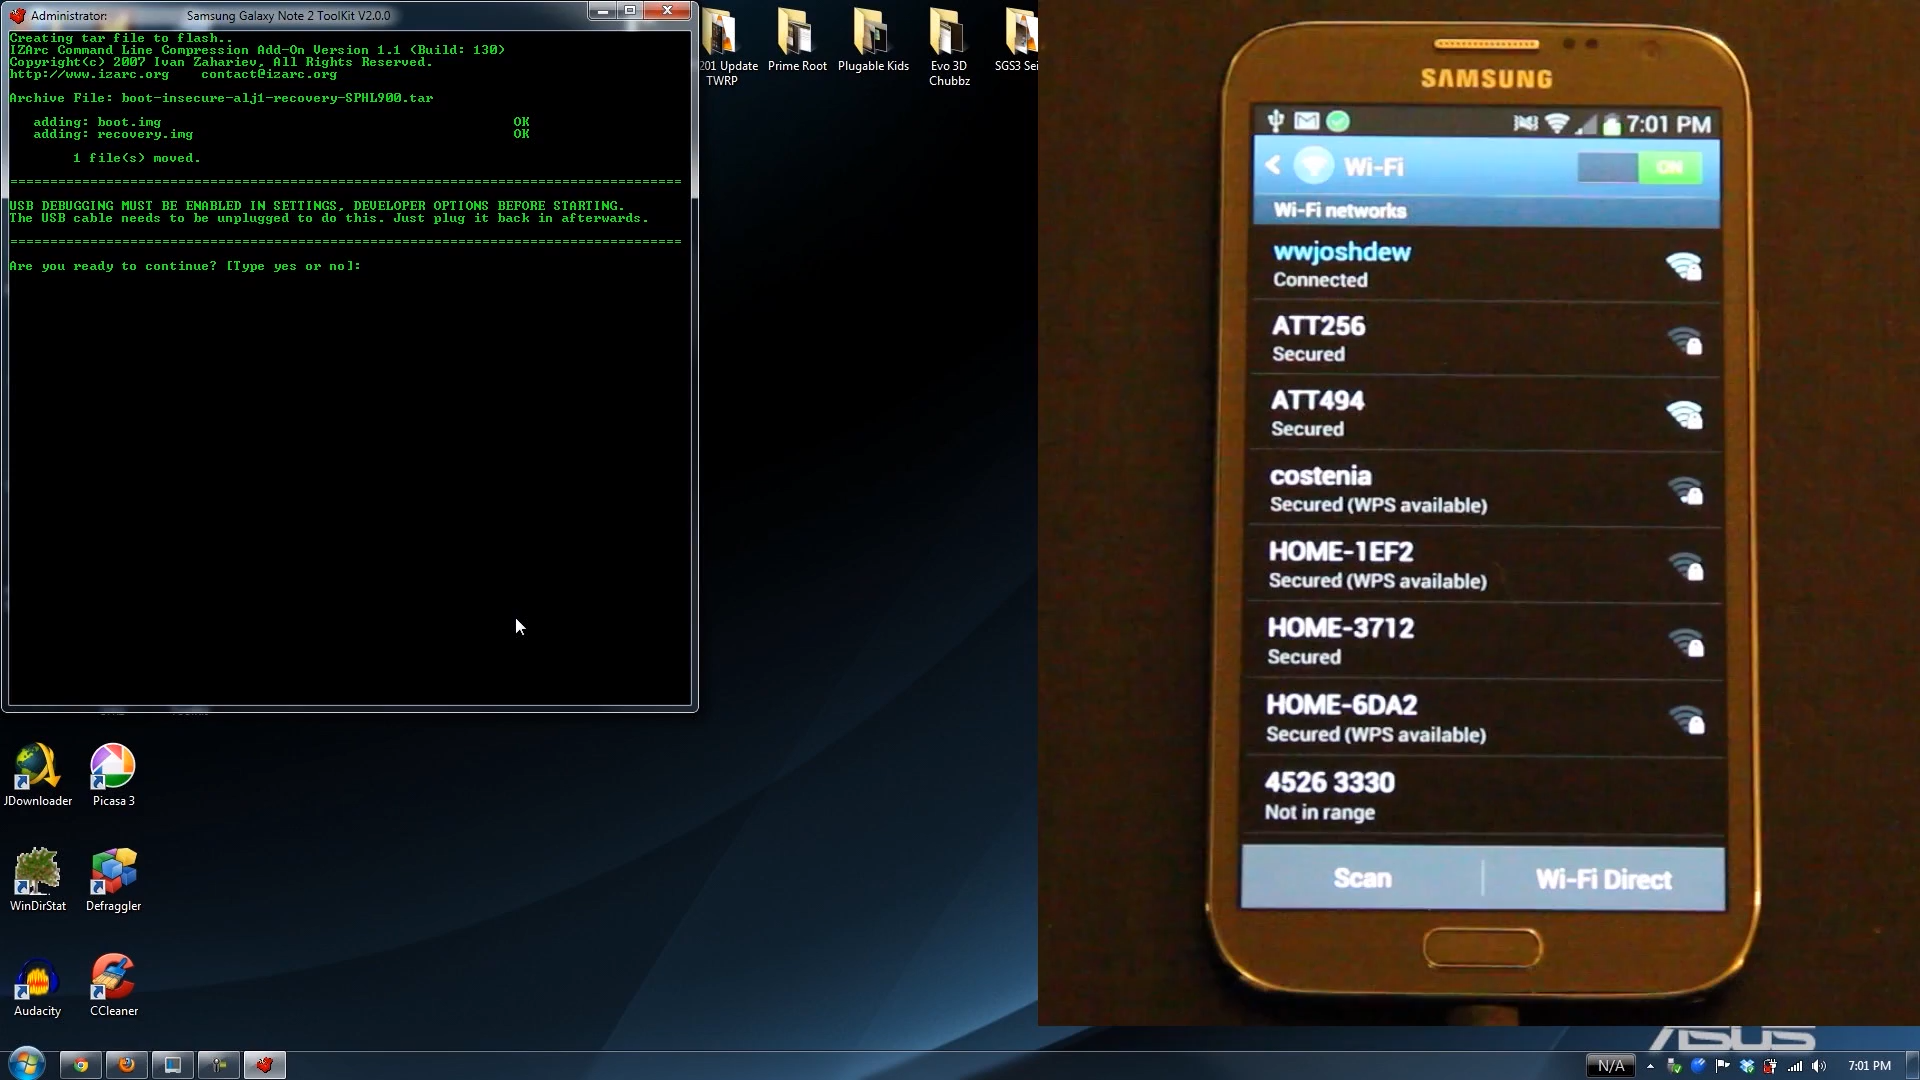 Administrator: Samsung Galaxy Note 2 ToolKit V2.0.0
Creating tar file to flash..
IZArc Command Line Compression Add-On Version 1.1 (Build: 130)
Copyright(c) 2007 Ivan Zahariev, All Rights Reserved.
http://www.izarc.org contact@izarc.org
Archive File: boot-insecure-alj1-recovery-SPHL900.tar
adding: boot.img OK
adding: recovery.img OK
1 file(s) moved.
USB DEBUGGING MUST BE ENABLED IN SETTINGS, DEVELOPER OPTIONS BEFORE STARTING.
The USB cable needs to be unplugged to do this. Just plug it back in afterwards.
Are you ready to continue? [Type yes or no]:
201 Update TWRP
Prime Root
Plugable Kids
Evo 3D Chubbz
SGS3 Sei
JDownloader
Picasa 3
WinDirStat
Defraggler
Audacity
CCleaner
SAMSUNG
7:01 PM
Wi-Fi
ON
Wi-Fi networks
wwjoshdew
Connected
ATT256
Secured
ATT494
Secured
costenia
Secured (WPS available)
HOME-1EF2
Secured (WPS available)
HOME-3712
Secured
HOME-6DA2
Secured (WPS available)
4526 3330
Not in range
Scan
Wi-Fi Direct
ASUS
N/A
7:01 PM